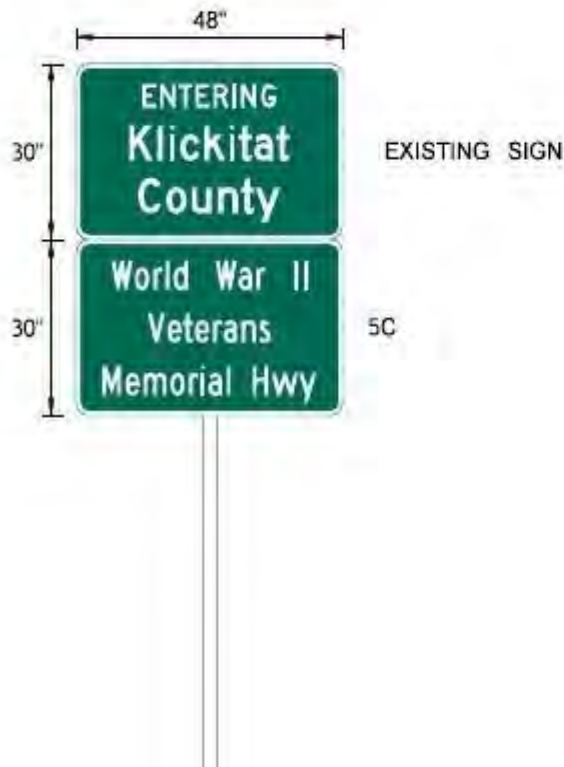 48"
30"
ENTERING
Klickitat
County
EXISTING SIGN
30"
World War II
Veterans
Memorial Hwy
5C